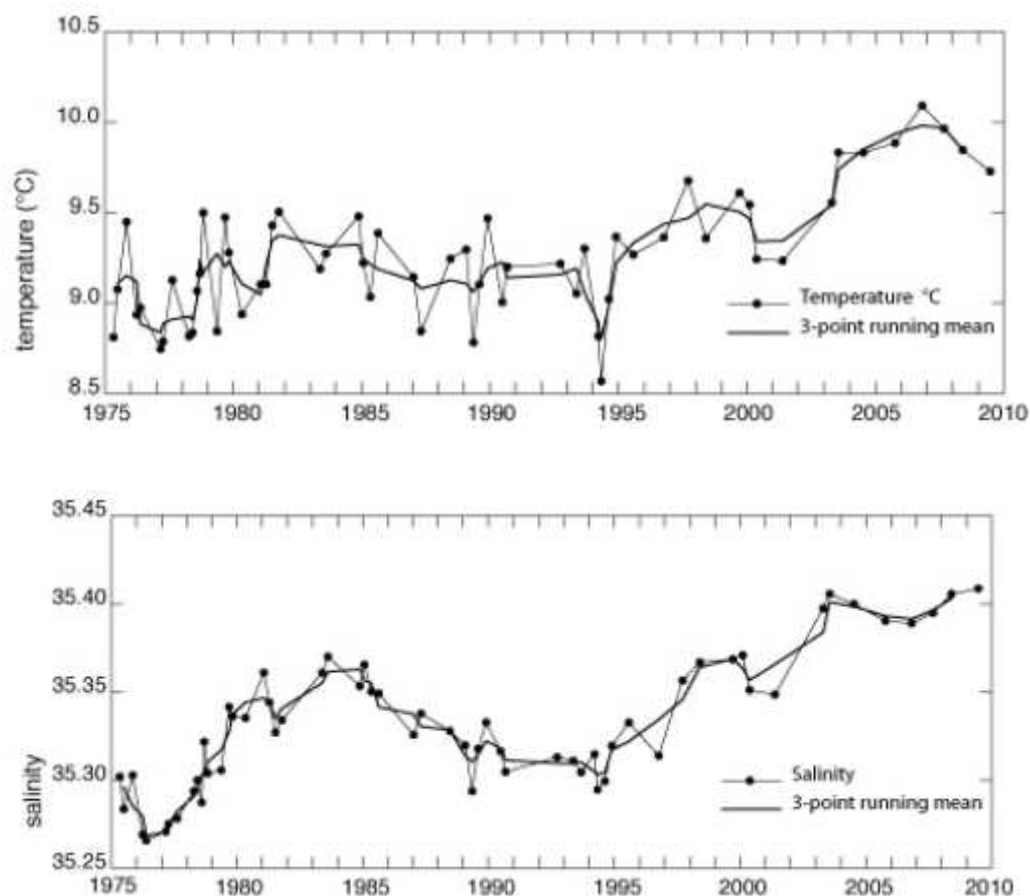 10.5
10.0
9.5
9.0
8.5
temperature (°C)
Temperature °C
3-point running mean
1975 1980 1985 1990 1995 2000 2005 2010
35.45
35.40
35.35
35.30
35.25
salinity
Salinity
3-point running mean
1975 1980 1985 1990 1995 2000 2005 2010